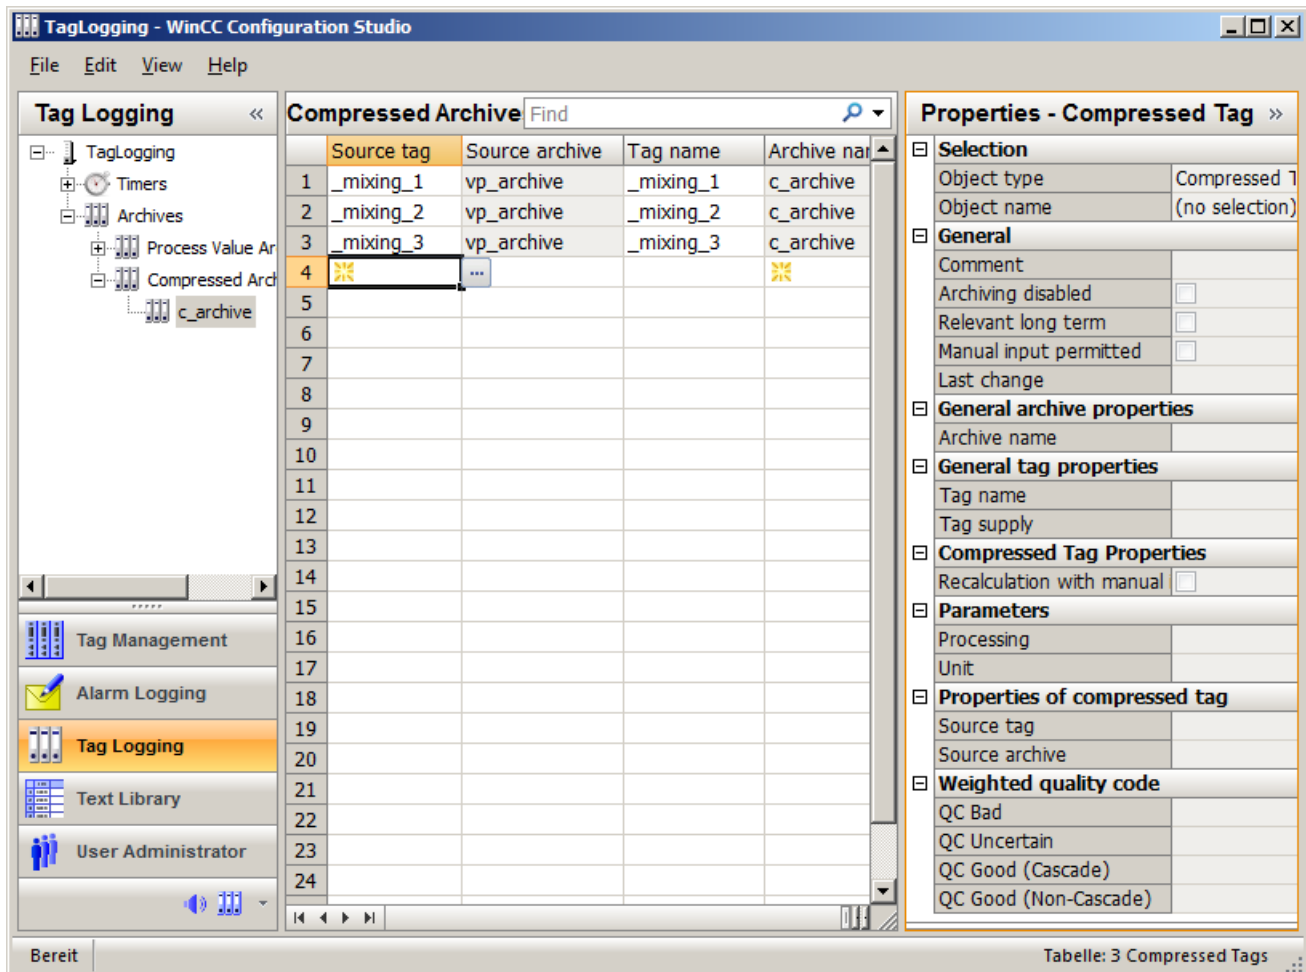 TagLogging - WinCC Configuration Studio
File Edit View Help
Tag Logging «
TagLogging
Timers
Archives
Process Value Ar
Compressed Arch
c_archive
Tag Management
Alarm Logging
Tag Logging
Text Library
User Administrator
Compressed Archive Find
Source tag Source archive Tag name Archive nar
1 _mixing_1 vp_archive _mixing_1 c_archive
2 _mixing_2 vp_archive _mixing_2 c_archive
3 _mixing_3 vp_archive _mixing_3 c_archive
4 ...
5
6
7
8
9
10
11
12
13
14
15
16
17
18
19
20
21
22
23
24
Properties - Compressed Tag »
Selection
Object type Compressed T
Object name (no selection)
General
Comment
Archiving disabled
Relevant long term
Manual input permitted
Last change
General archive properties
Archive name
General tag properties
Tag name
Tag supply
Compressed Tag Properties
Recalculation with manual
Parameters
Processing
Unit
Properties of compressed tag
Source tag
Source archive
Weighted quality code
QC Bad
QC Uncertain
QC Good (Cascade)
QC Good (Non-Cascade)
Bereit
Tabelle: 3 Compressed Tags